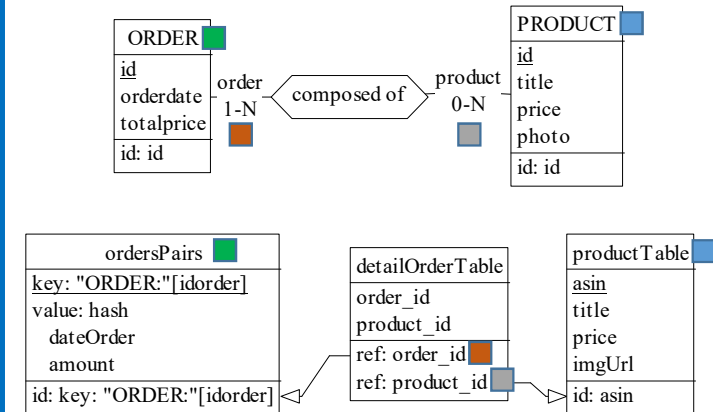 ORDER
id
orderdate
totalprice
id: id
order
1-N
composed of
product
0-N
PRODUCT
id
title
price
photo
id: id
ordersPairs
key: "ORDER:"[idorder]
value: hash
dateOrder
amount
id: key: "ORDER:"[idorder]
detailOrderTable
order_id
product_id
ref: order_id
ref: product_id
productTable
asin
title
price
imgUrl
id: asin